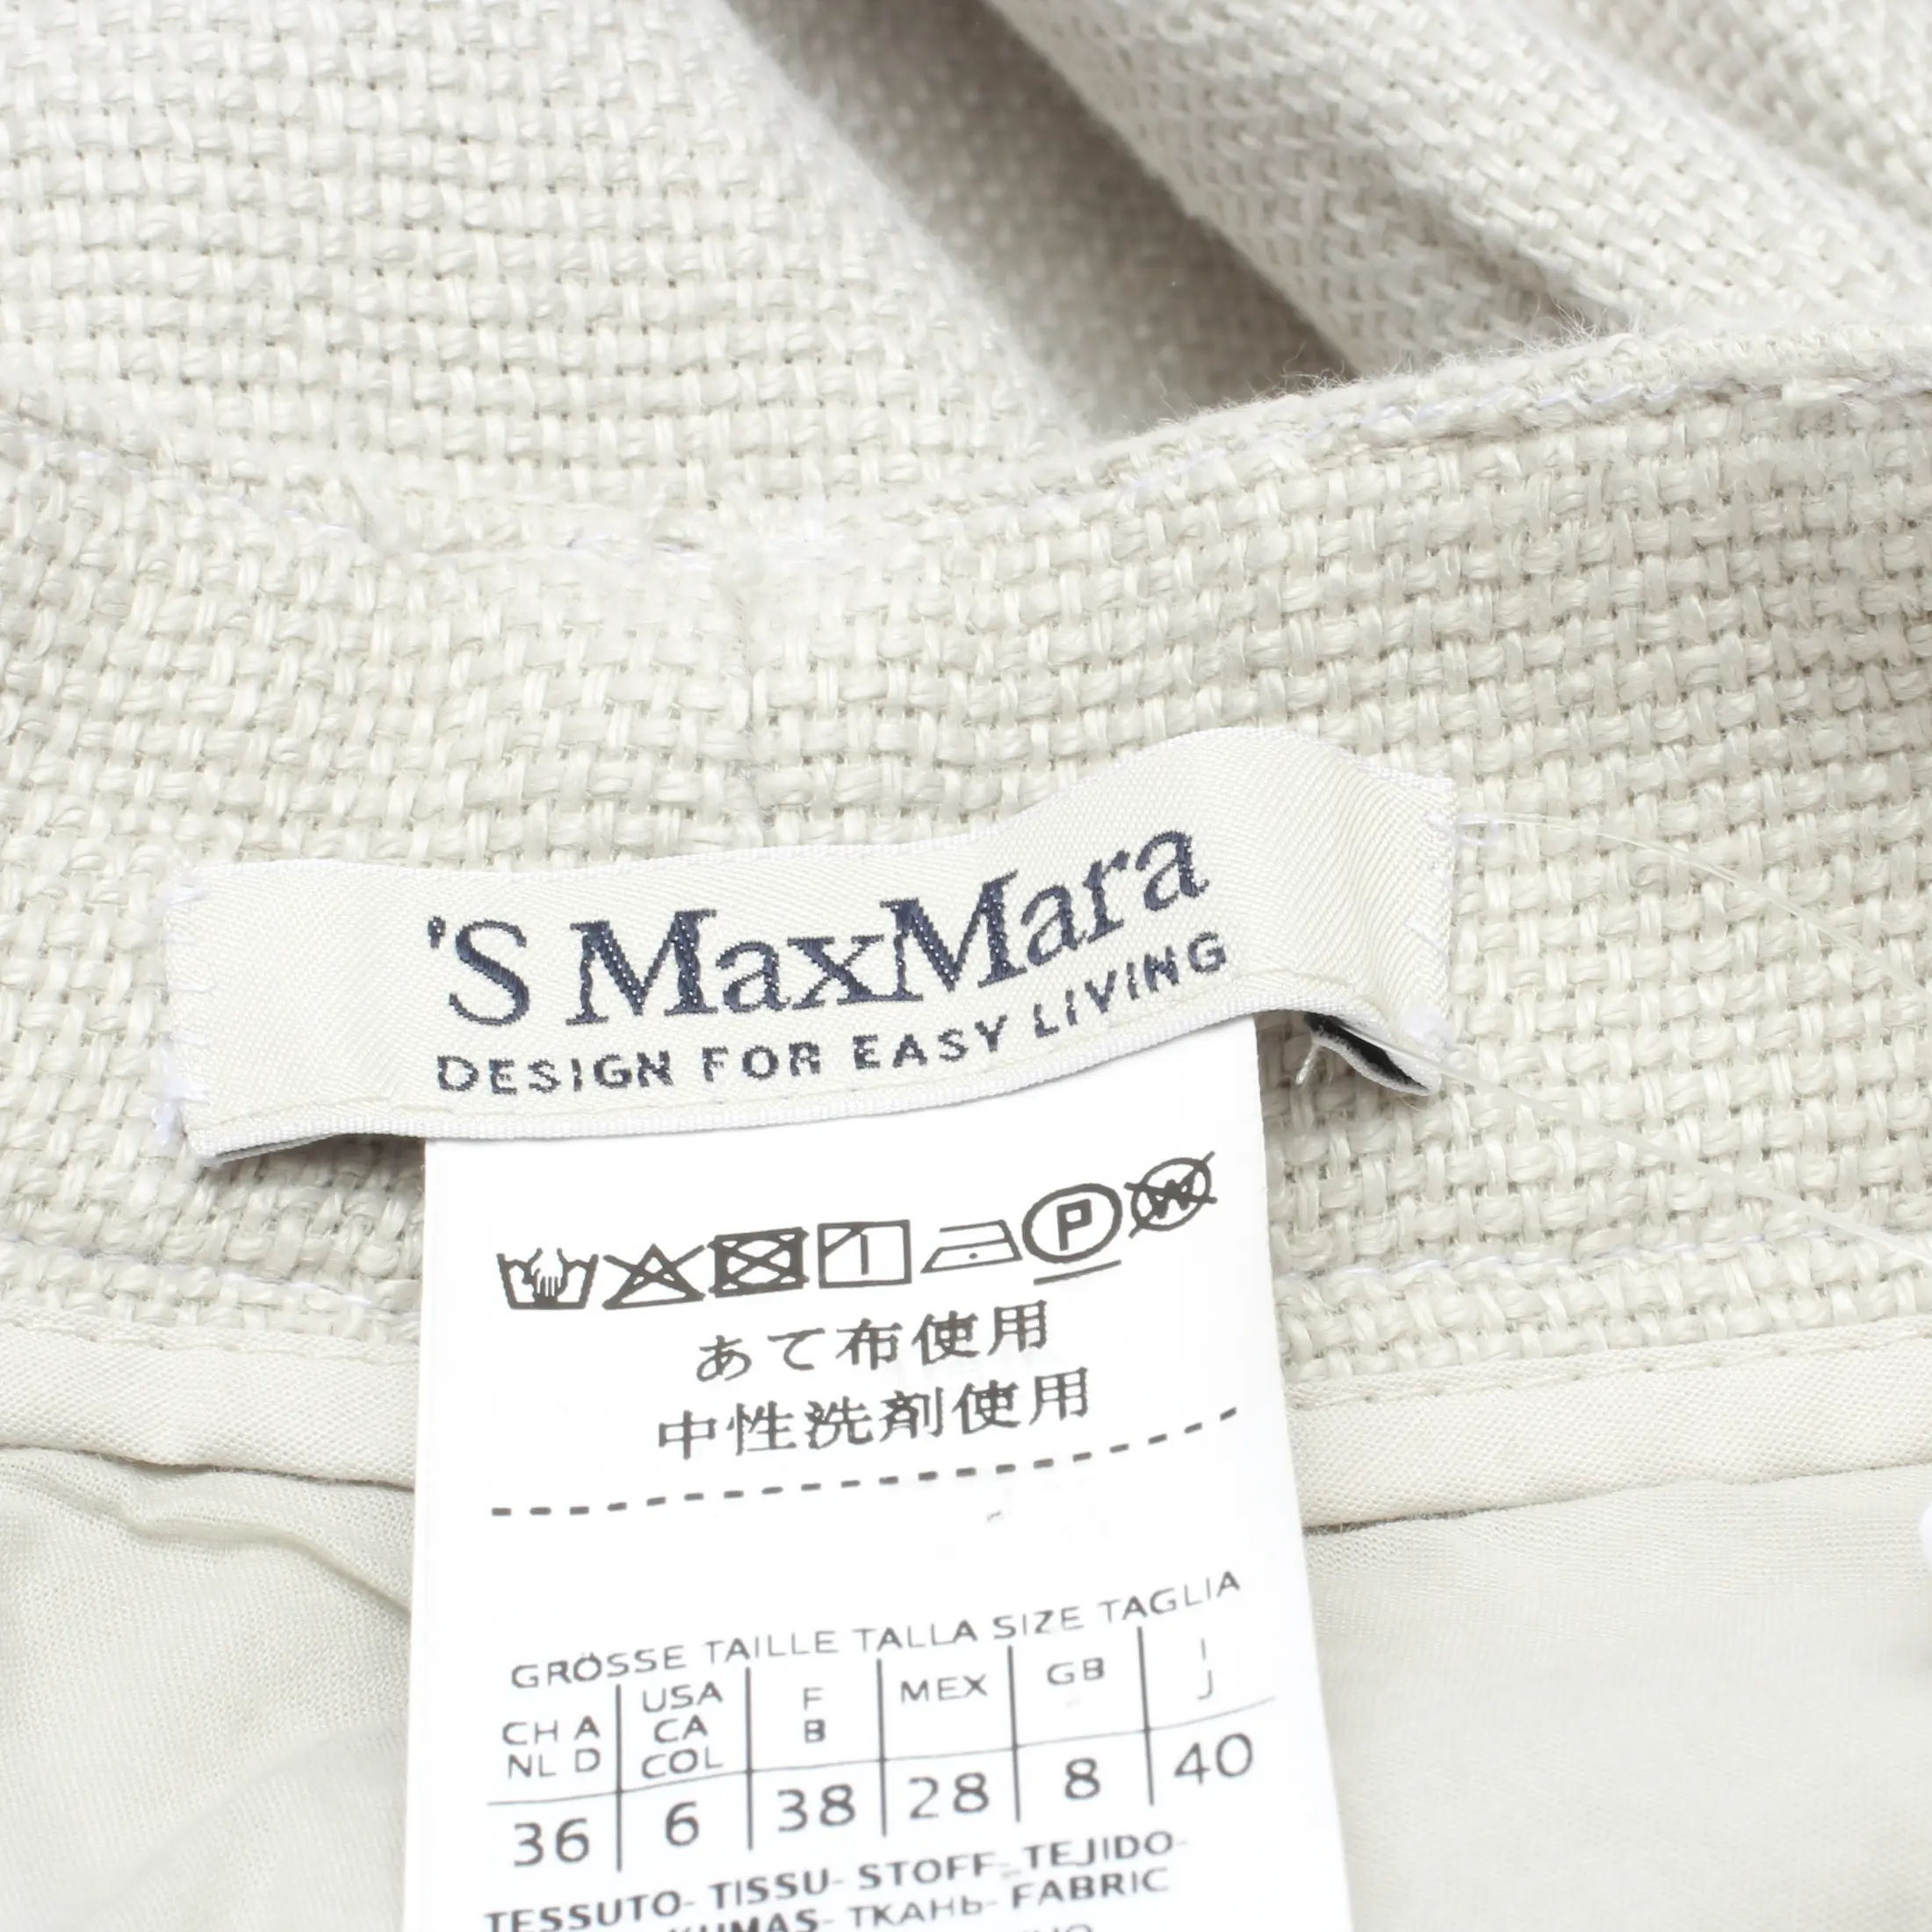 'S MaxMara
DESIGN FOR EASY LIVING
P W
あて布使用
中性洗剤使用
GRÖSSE TAILLE TALLA SIZE TAGLIA
CH A NL D
USA CA COL
F B
MEX
GB
I J
36 6 38 28 8 40
TESSUTO- TISSU- STOFF- TEJIDO-
KUMAS- ТКАНЬ- FABRIC